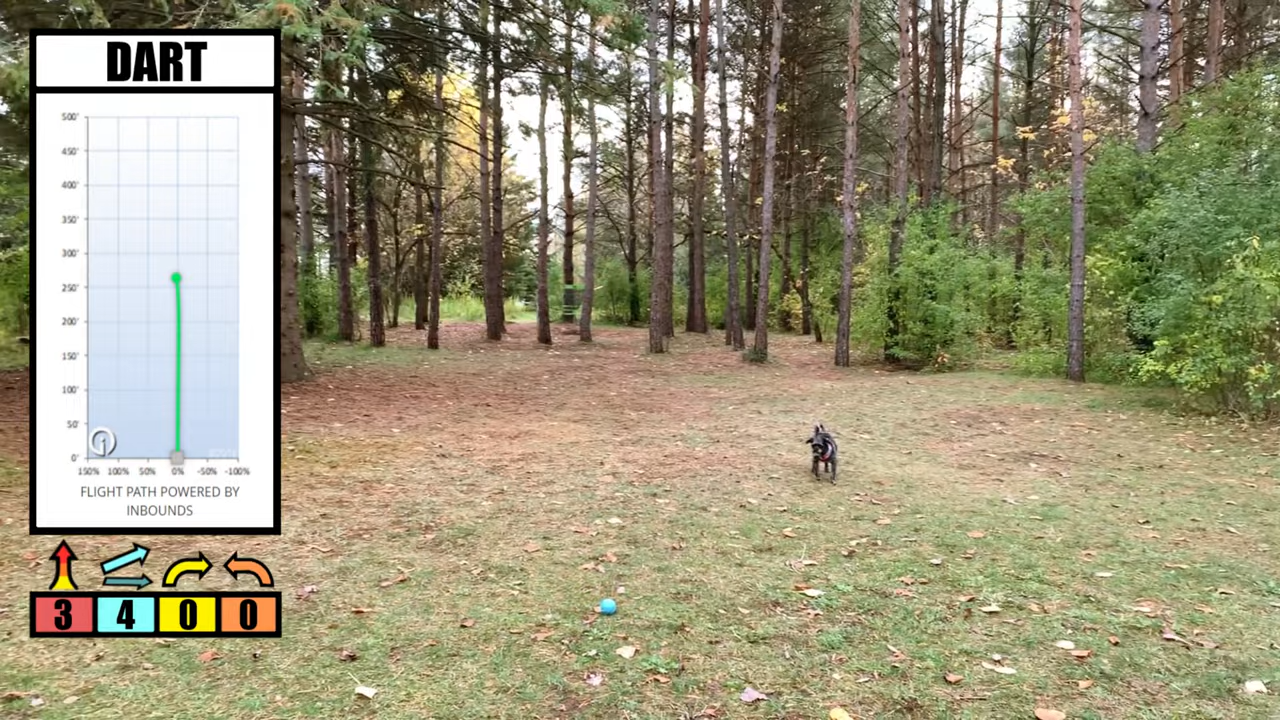 DART
500'
450'
400'
350'
300'
250'
200'
150'
100'
50'
0'
150% 100% 50% 0% -50% -100%
FLIGHT PATH POWERED BY
INBOUNDS
3 4 0 0